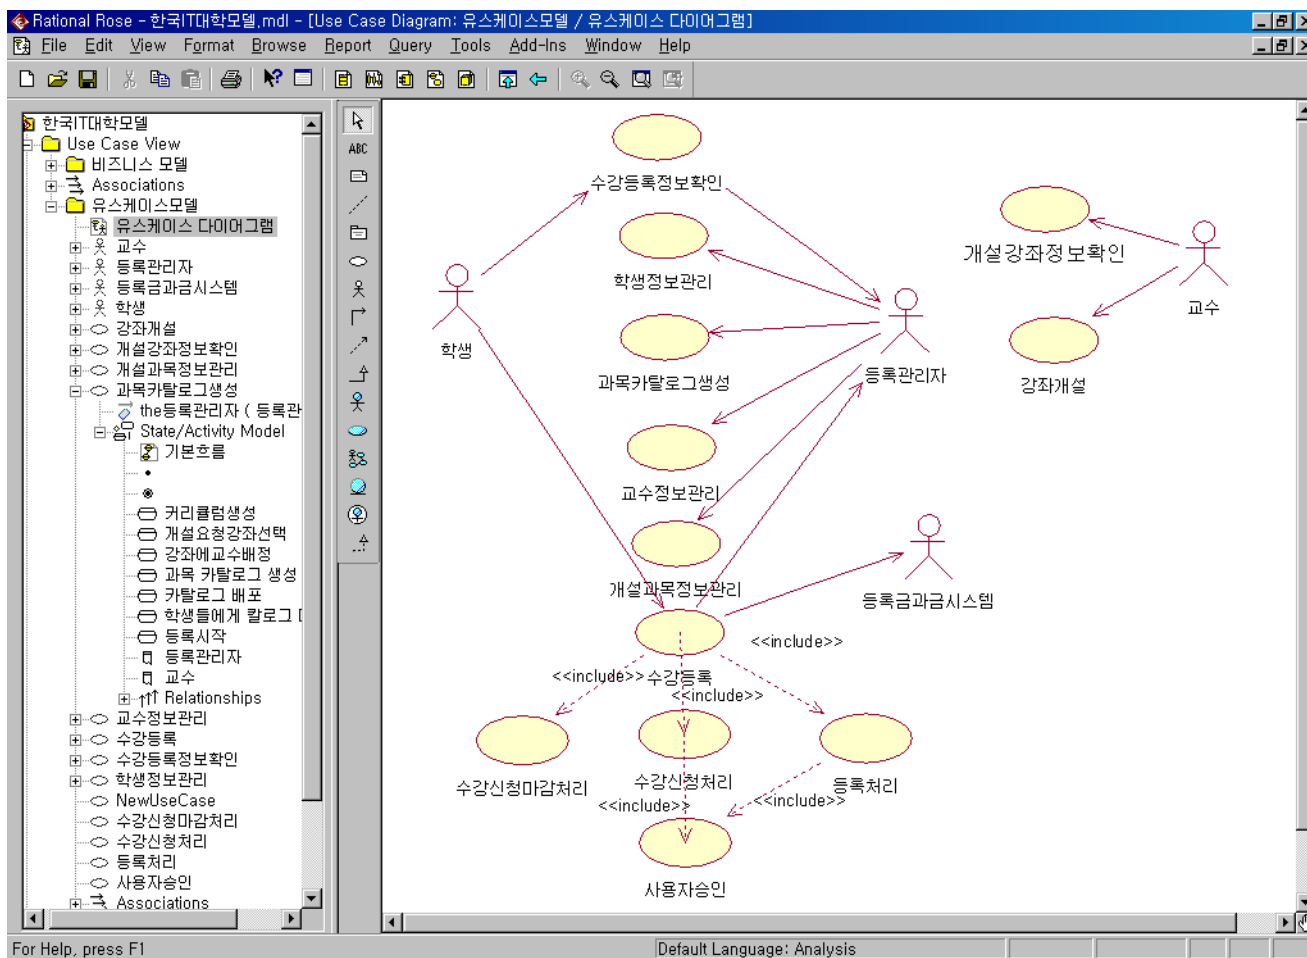 Rational Rose - 한국IT대학모델.mdl - [Use Case Diagram: 유스케이스모델 / 유스케이스 다이어그램]
File Edit View Format Browse Report Query Tools Add-Ins Window Help
한국IT대학모델
Use Case View
비즈니스 모델
Associations
유스케이스모델
유스케이스 다이어그램
교수
등록관리자
등록금과금시스템
학생
강좌개설
개설강좌정보확인
개설과목정보관리
과목카탈로그생성
the등록관리자 ( 등록관
State/Activity Model
기본흐름
커리큘럼생성
개설요청강좌선택
강좌에교수배정
과목 카탈로그 생성
카탈로그 배포
학생들에게 칼로그
등록시작
등록관리자
교수
Relationships
교수정보관리
수강등록
수강등록정보확인
학생정보관리
NewUseCase
수강신청마감처리
수강신청처리
등록처리
사용자승인
Associations
ABC
수강등록정보확인
개설강좌정보확인
학생정보관리
교수
학생
과목카탈로그생성
등록관리자
강좌개설
교수정보관리
개설과목정보관리
등록금과금시스템
<<include>>
<<include>> 수강등록
<<include>>
수강신청마감처리
수강신청처리
등록처리
<<include>>
<<include>>
사용자승인
For Help, press F1
Default Language: Analysis